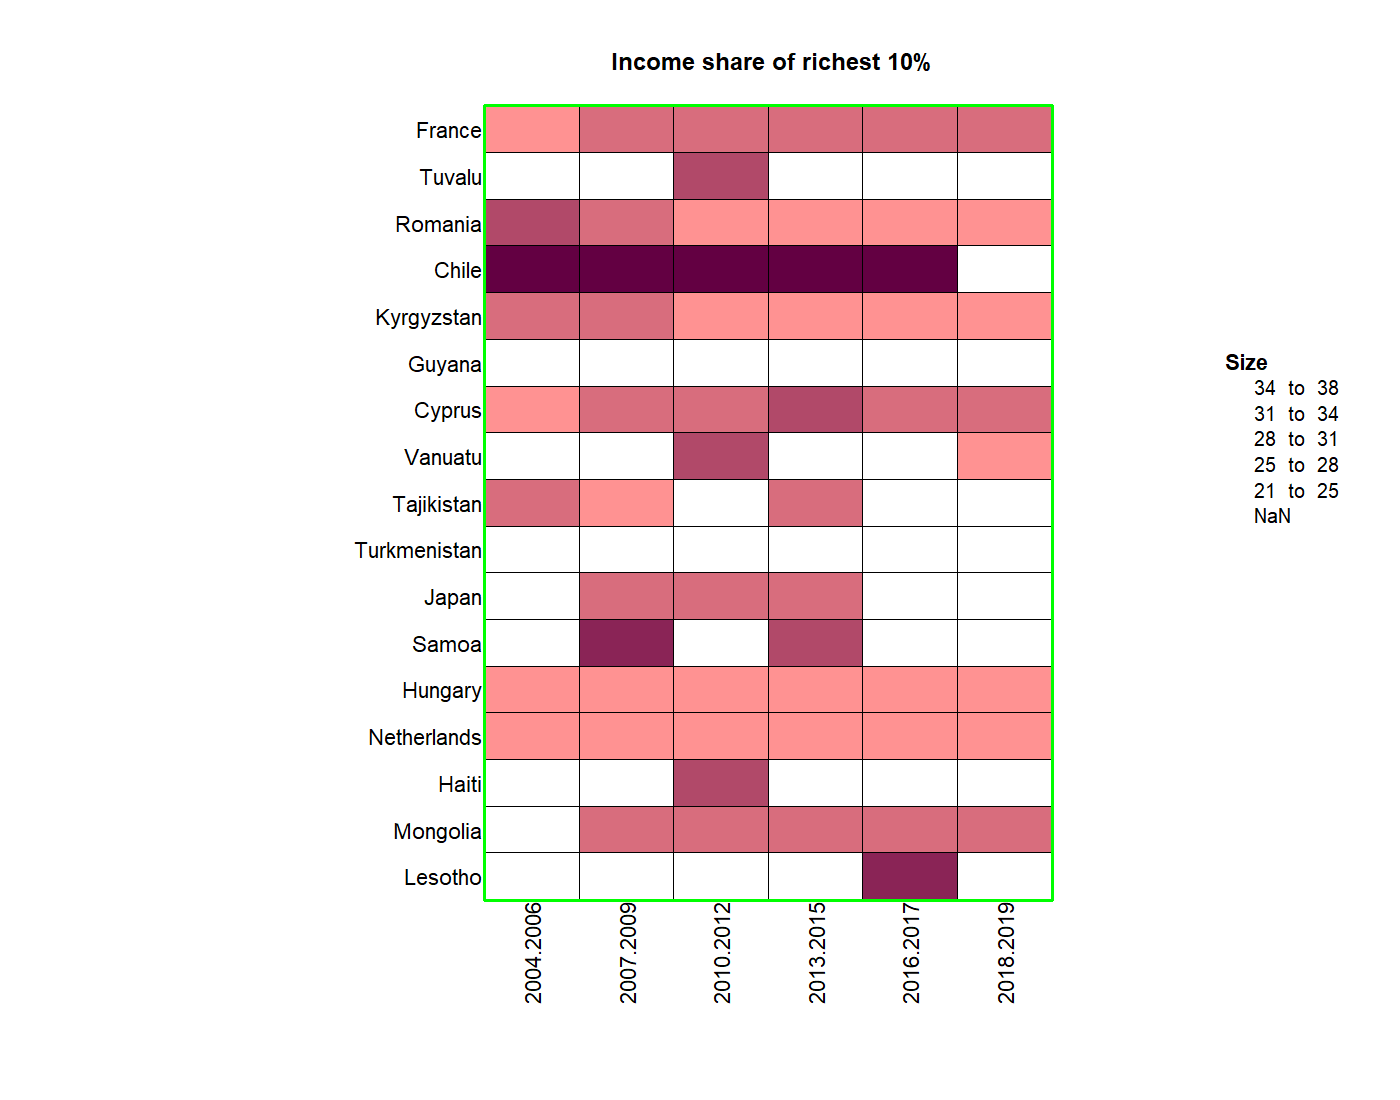 Income share of richest 10%
France
Tuvalu
Romania
Chile
Kyrgyzstan
Guyana
Cyprus
Vanuatu
Tajikistan
Turkmenistan
Japan
Samoa
Hungary
Netherlands
Haiti
Mongolia
Lesotho
2004.2006
2007.2009
2010.2012
2013.2015
2016.2017
2018.2019
Size
34 to 38
31 to 34
28 to 31
25 to 28
21 to 25
NaN